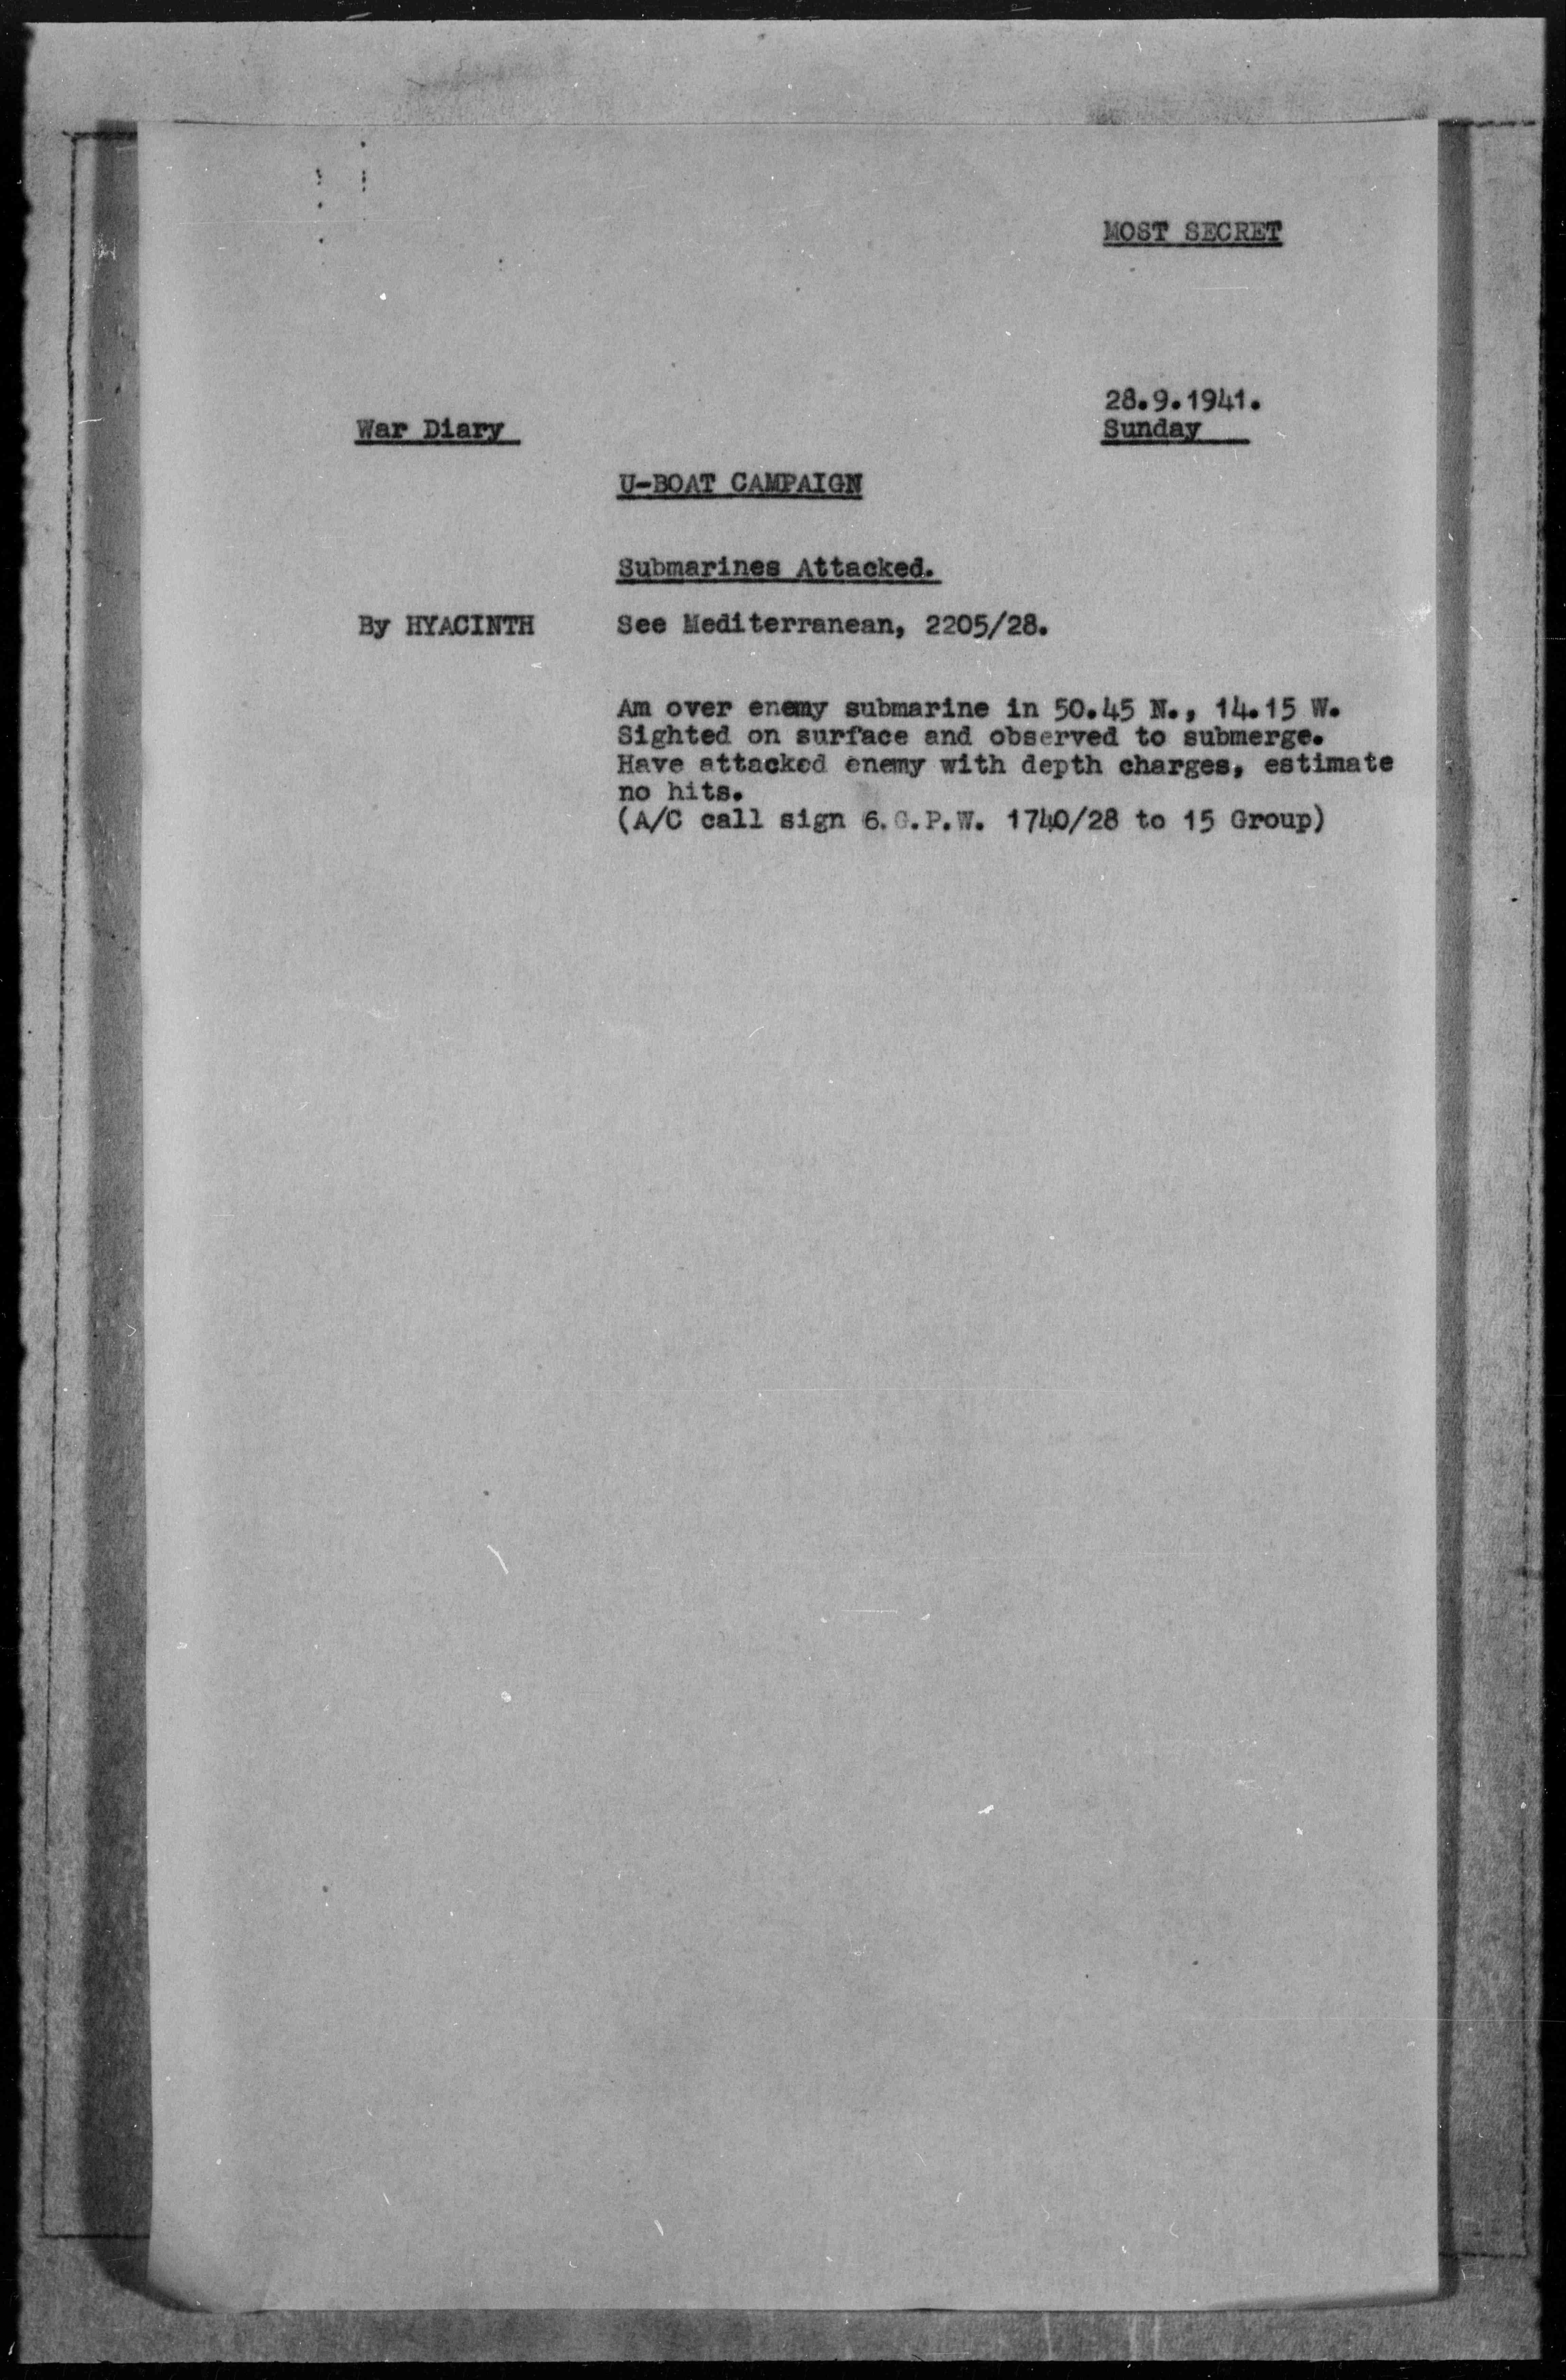 MOST SECRET
28.9.1941.
War Diary
Sunday
U-BOAT CAMPAIGN
Submarines Attacked.
By HYACINTH See Mediterranean, 2205/28.
Am over enemy submarine in 50.45 N., 14.15 W.
Sighted on surface and observed to submerge.
Have attacked enemy with depth charges, estimate
no hits.
(A/C call sign 6.G.P.W. 1740/28 to 15 Group)